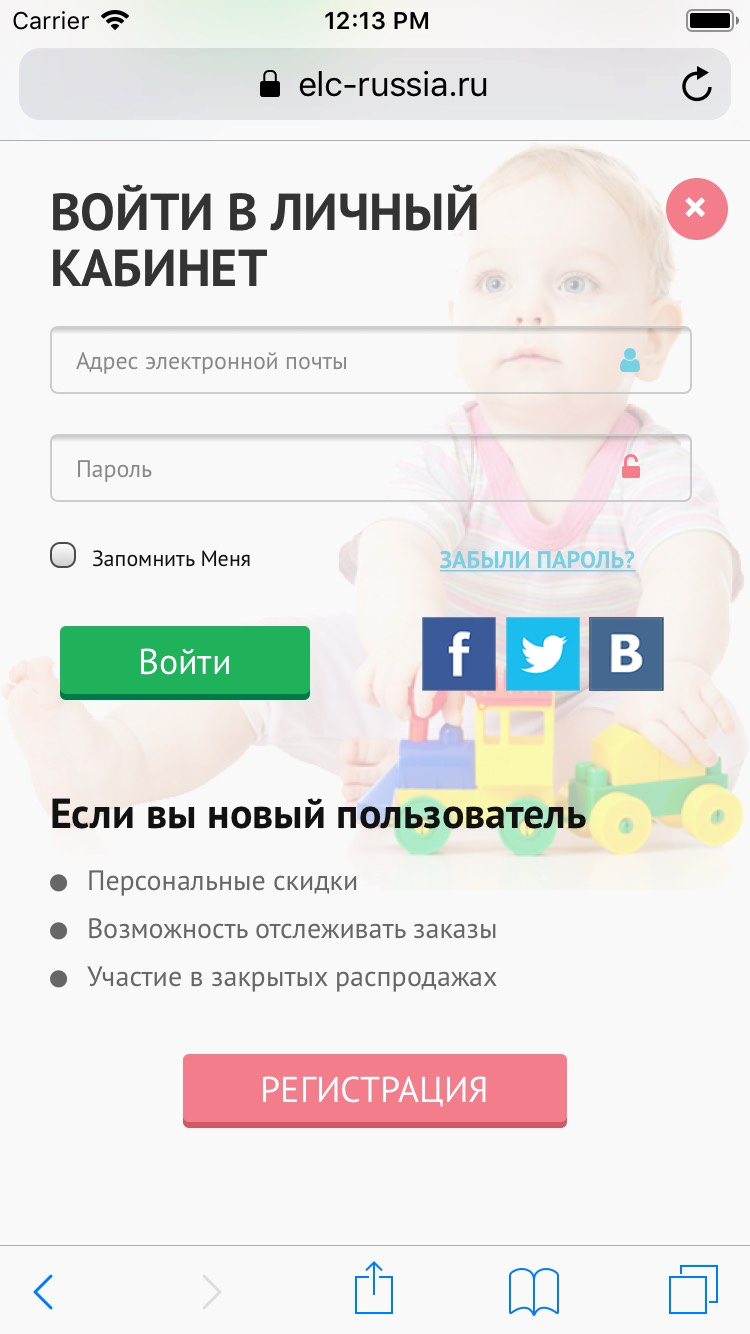 Carrier 12:13 PM
elc-russia.ru
ВОЙТИ В ЛИЧНЫЙ
КАБИНЕТ
Адрес электронной почты
Пароль
Запомнить Меня ЗАБЫЛИ ПАРОЛЬ?
Войти f B
Если вы новый пользователь
Персональные скидки
Возможность отслеживать заказы
Участие в закрытых распродажах
РЕГИСТРАЦИЯ